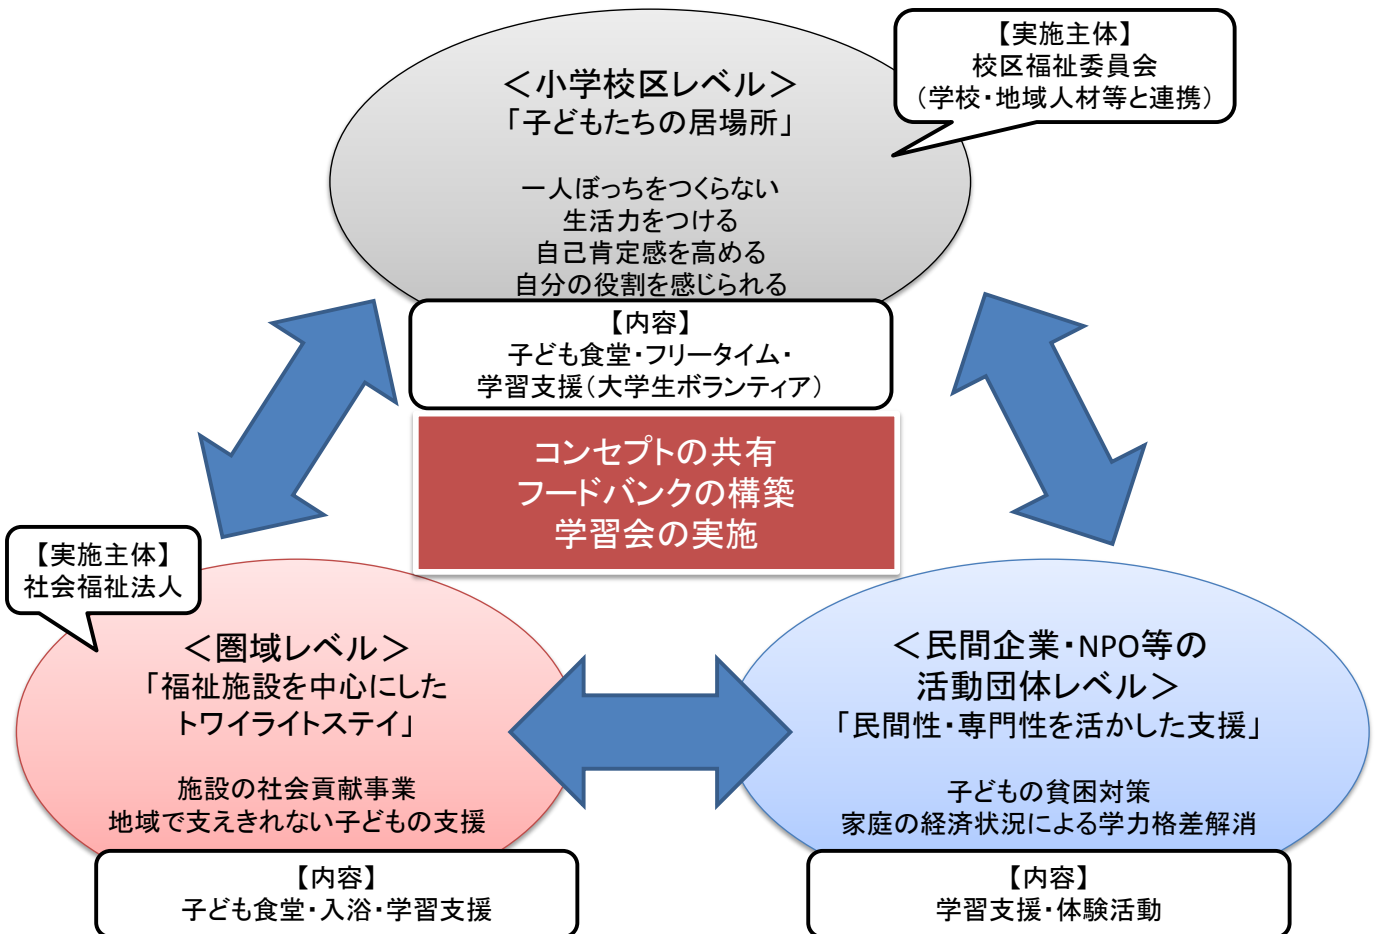 【実施主体】
校区福祉委員会
（学校・地域人材等と連携）
＜小学校区レベル＞
「子どもたちの居場所」
一人ぼっちをつくらない
生活力をつける
自己肯定感を高める
自分の役割を感じられる
【内容】
子ども食堂・フリータイム・
学習支援（大学生ボランティア）
コンセプトの共有
フードバンクの構築
学習会の実施
【実施主体】
社会福祉法人
＜圏域レベル＞
「福祉施設を中心にした
トワイライトステイ」
施設の社会貢献事業
地域で支えきれない子どもの支援
【内容】
子ども食堂・入浴・学習支援
＜民間企業・NPO等の
活動団体レベル＞
「民間性・専門性を活かした支援」
子どもの貧困対策
家庭の経済状況による学力格差解消
【内容】
学習支援・体験活動